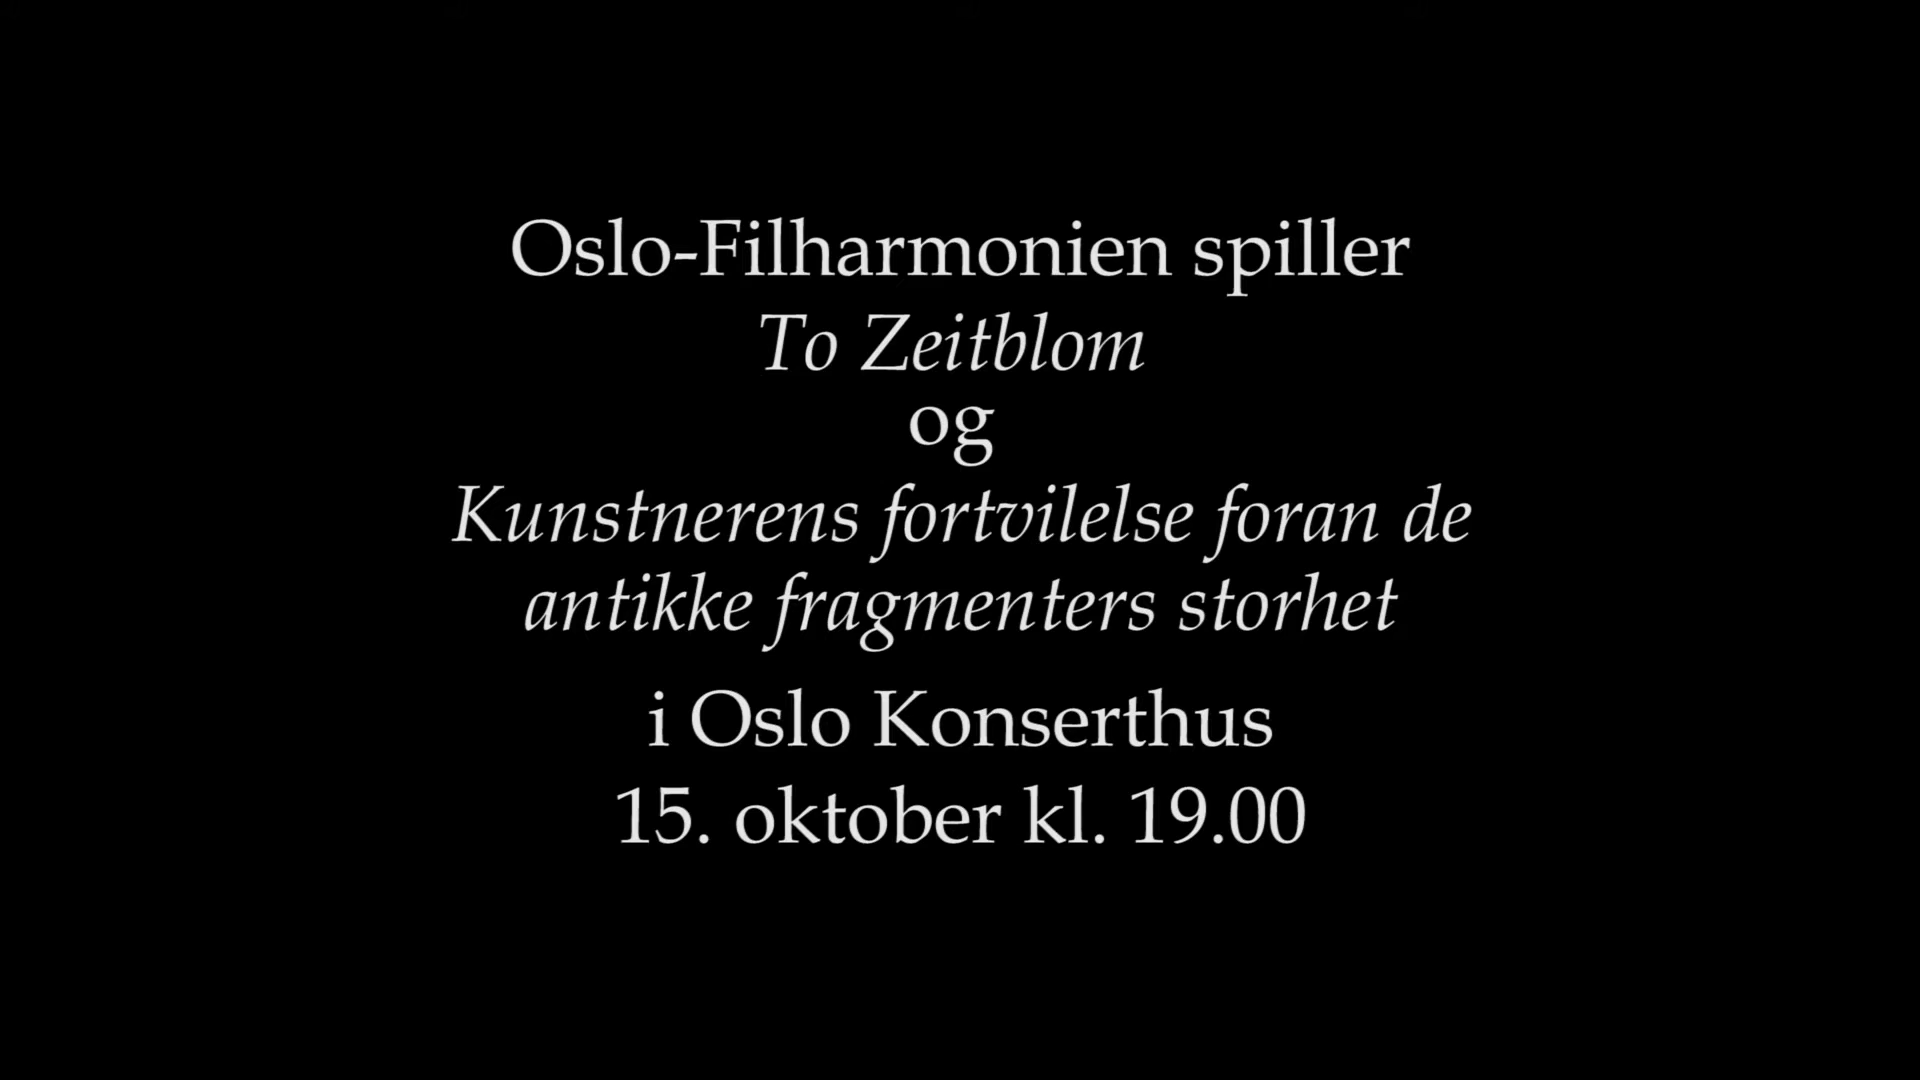 Oslo-Filharmonien spiller
To Zeitblom
og
Kunstnerens fortvilelse foran de
antikke fragmenters storhet
i Oslo Konserthus
15. oktober kl. 19.00